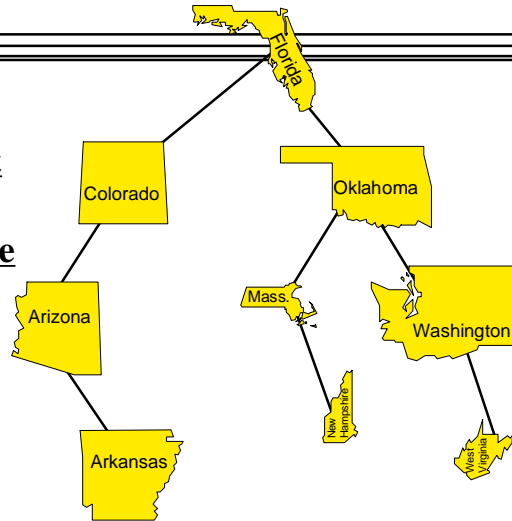 Florida
Colorado
Oklahoma
e
Mass.
Arizona
Washington
New
Hampshire
West
Virginia
Arkansas